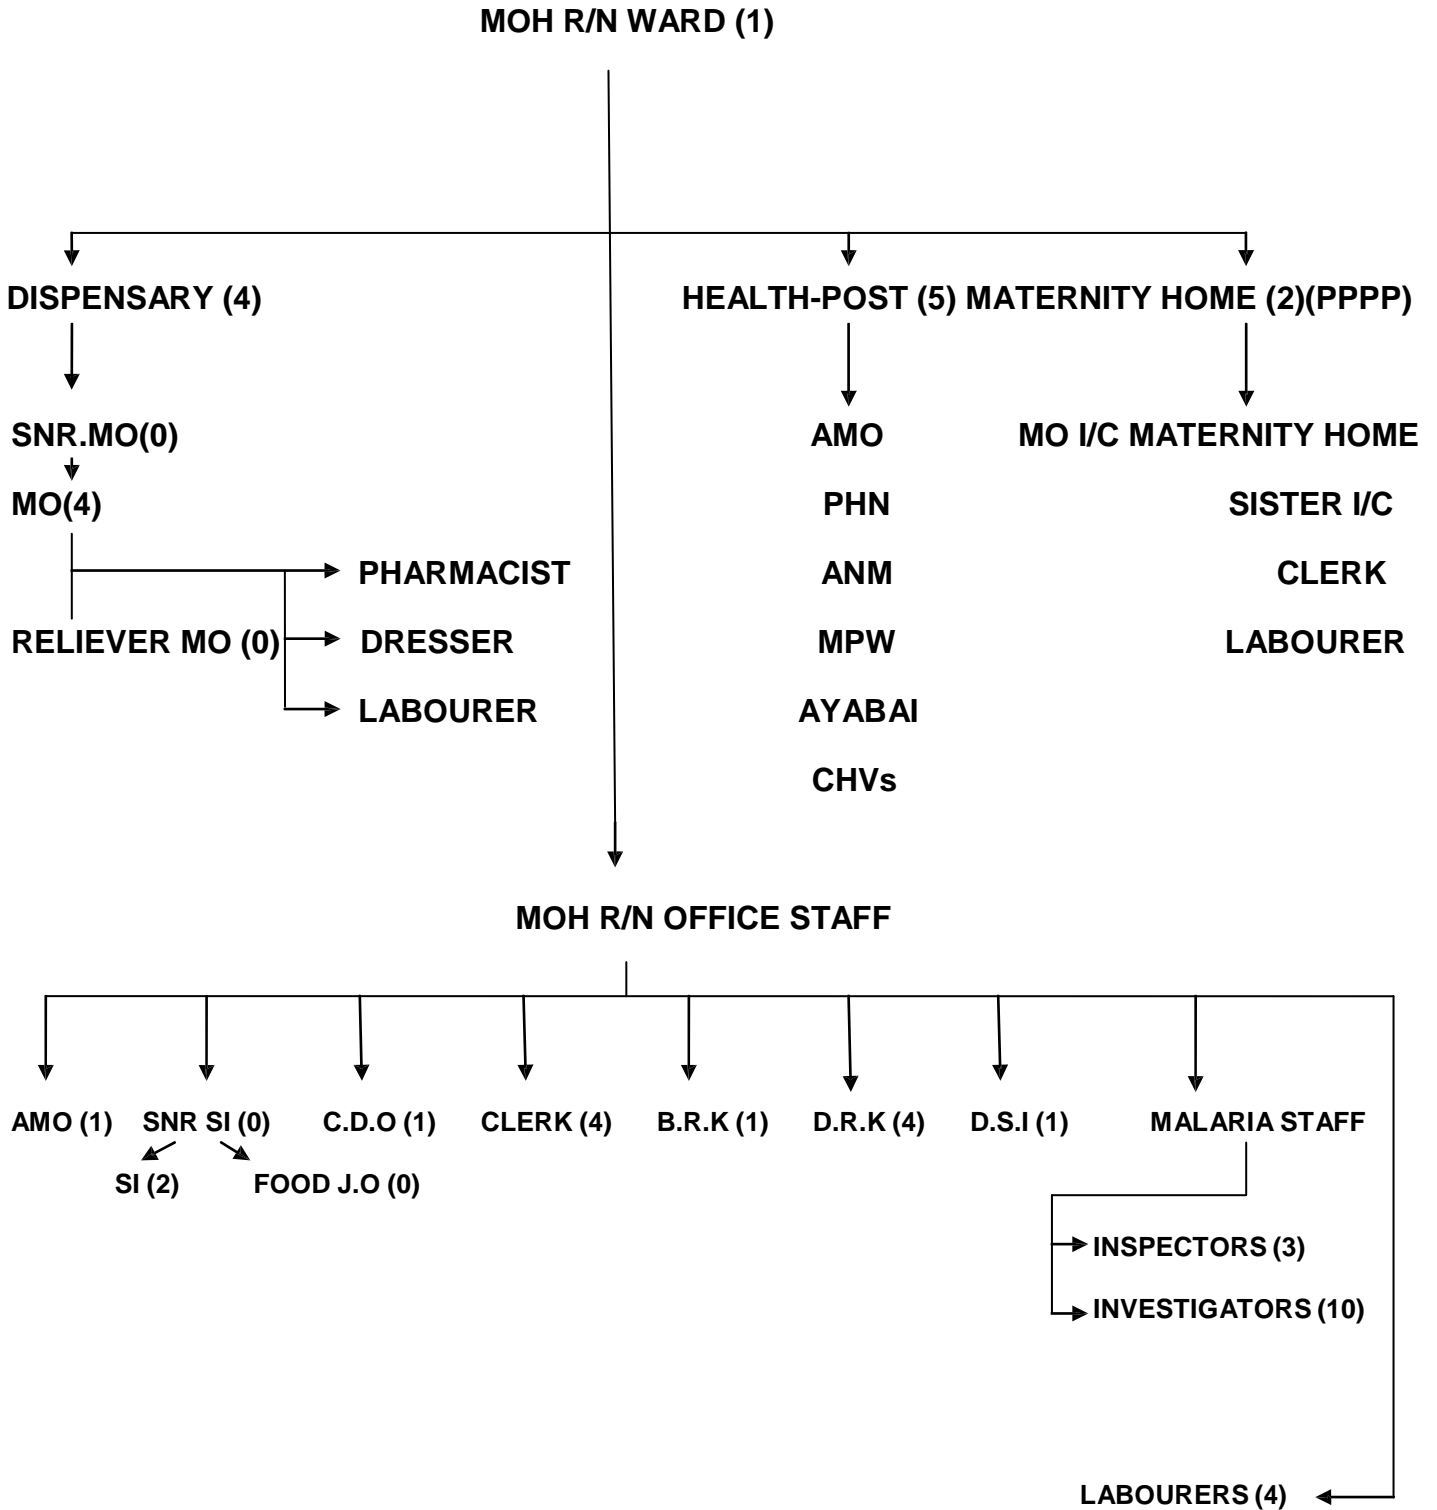 MOH R/N WARD (1)
DISPENSARY (4)
HEALTH-POST (5) MATERNITY HOME (2)(PPPP)
SNR.MO(0)
AMO
MO I/C MATERNITY HOME
MO(4)
PHN
SISTER I/C
PHARMACIST
ANM
CLERK
RELIEVER MO (0)
DRESSER
MPW
LABOURER
LABOURER
AYABAI
CHVs
MOH R/N OFFICE STAFF
AMO (1)
SNR SI (0)
C.D.O (1)
CLERK (4)
B.R.K (1)
D.R.K (4)
D.S.I (1)
MALARIA STAFF
SI (2)
FOOD J.O (0)
INSPECTORS (3)
INVESTIGATORS (10)
LABOURERS (4)